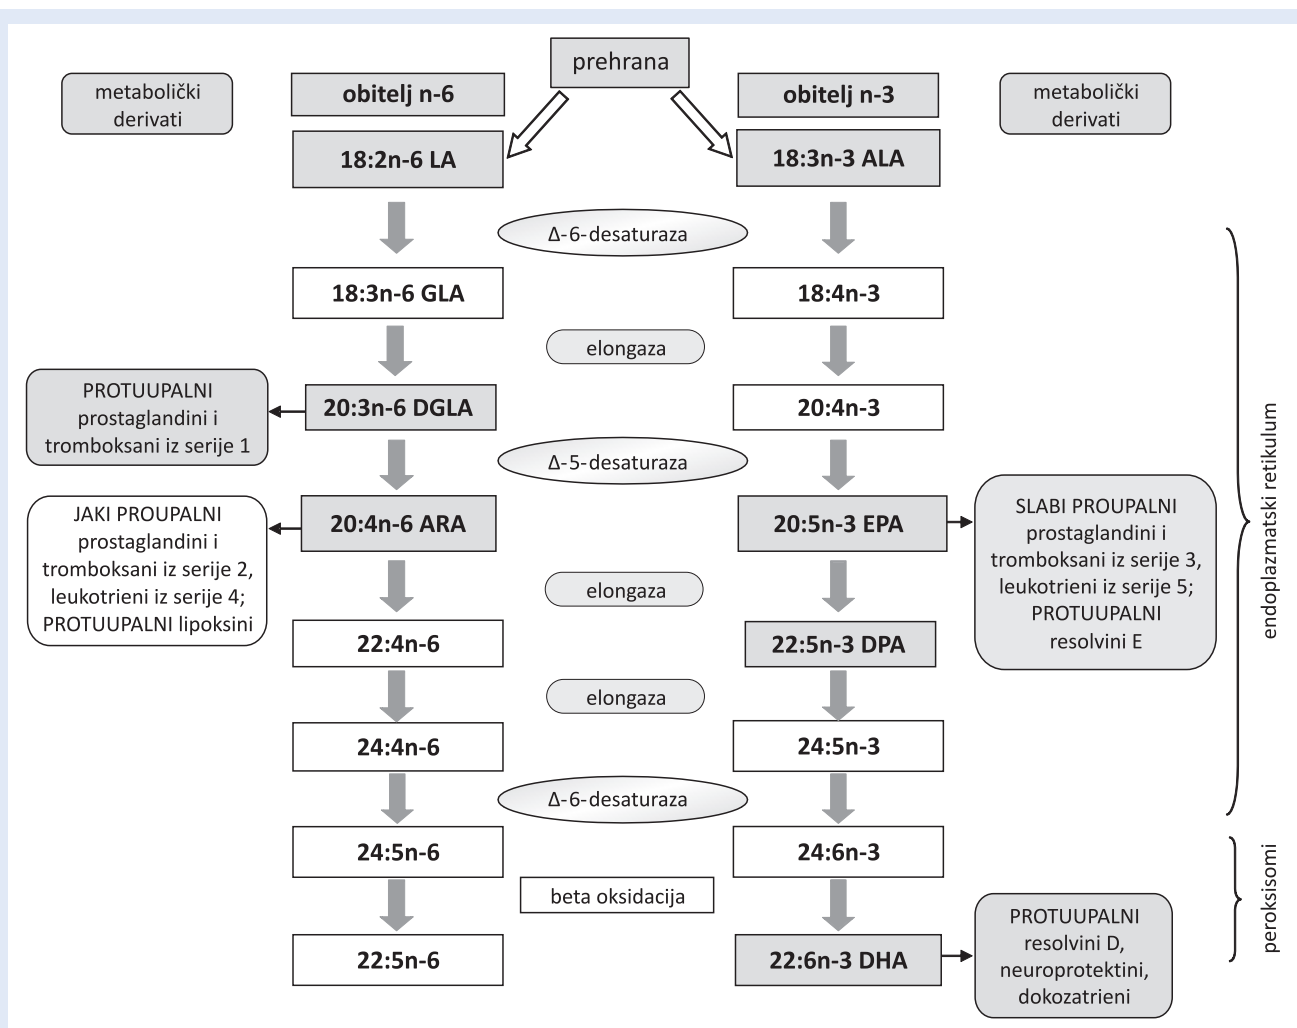 prehrana
metabolički
derivati
obitelj n-6
obitelj n-3
metabolički
derivati
18:2n-6 LA
18:3n-3 ALA
Δ-6-desaturaza
18:3n-6 GLA
18:4n-3
elongaza
PROTUUPALNI
prostaglandini i
tromboksani iz serije 1
20:3n-6 DGLA
20:4n-3
Δ-5-desaturaza
JAKI PROUPALNI
prostaglandini i
tromboksani iz serije 2,
leukotrieni iz serije 4;
PROTUUPALNI lipoksini
20:4n-6 ARA
20:5n-3 EPA
SLABI PROUPALNI
prostaglandini i
tromboksani iz serije 3,
leukotrieni iz serije 5;
PROTUUPALNI
resolvini E
endoplazmatski retikulum
elongaza
22:4n-6
22:5n-3 DPA
elongaza
24:4n-6
24:5n-3
Δ-6-desaturaza
24:5n-6
24:6n-3
beta oksidacija
peroksisomi
22:5n-6
22:6n-3 DHA
PROTUUPALNI
resolvini D,
neuroprotektini,
dokozatrieni